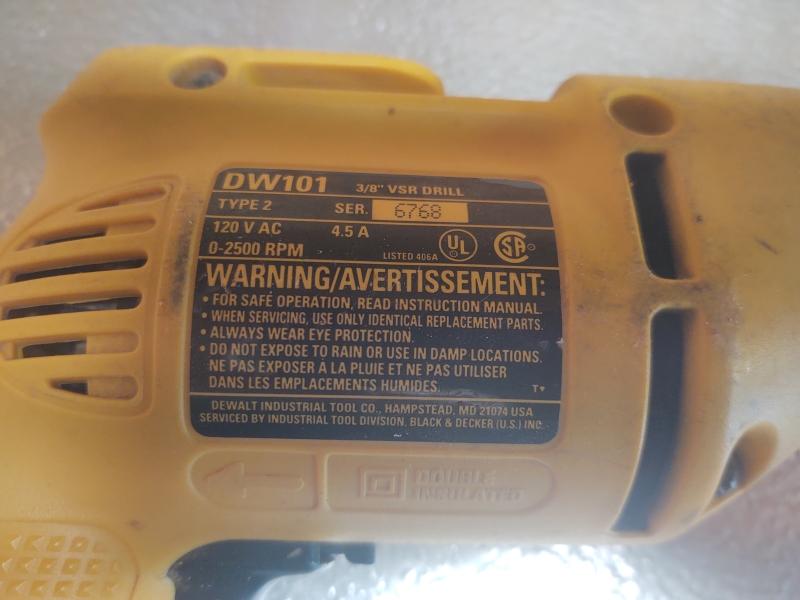 DW101 3/8" VSR DRILL
TYPE 2 SER. 6768
120 V AC 4.5 A
0-2500 RPM LISTED 406A UL SA
WARNING/AVERTISSEMENT:
• FOR SAFÉ OPERATION, READ INSTRUCTION MANUAL.
• WHEN SERVICING, USE ONLY IDENTICAL REPLACEMENT PARTS.
• ALWAYS WEAR EYE PROTECTION.
• DO NOT EXPOSE TO RAIN OR USE IN DAMP LOCATIONS.
NE PAS EXPOSER À LA PLUIE ET NE PAS UTILISER
DANS LES EMPLACEMENTS HUMIDES. T
DEWALT INDUSTRIAL TOOL CO., HAMPSTEAD, MD 21074 USA
SERVICED BY INDUSTRIAL TOOL DIVISION, BLACK & DECKER (U.S.) INC.
DOUBLE
INSULATED